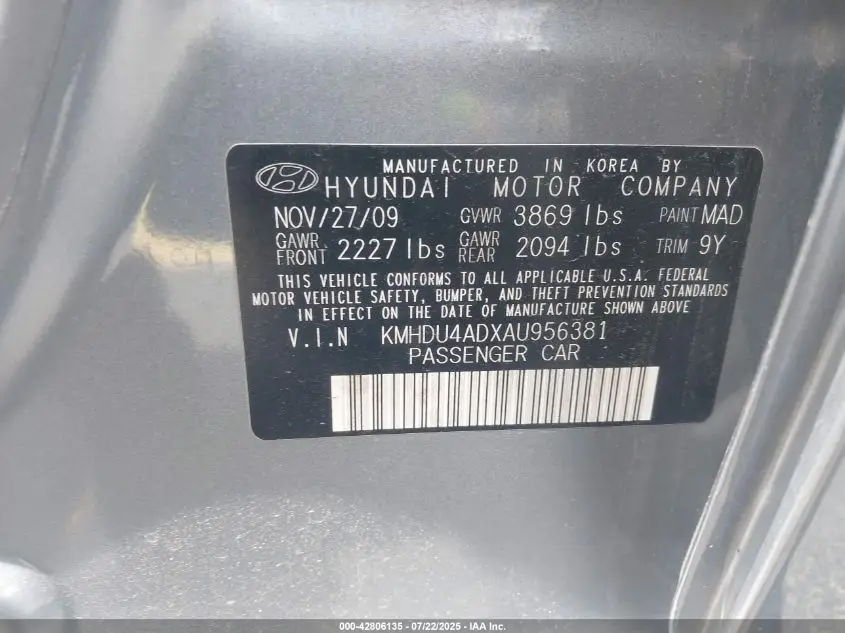 MANUFACTURED IN KOREA BY
HYUNDAI MOTOR COMPANY
NOV/27/09 GVWR 3869 lbs PAINT MAD
GAWR FRONT 2227 lbs GAWR REAR 2094 lbs TRIM 9Y
THIS VEHICLE CONFORMS TO ALL APPLICABLE U.S.A. FEDERAL
MOTOR VEHICLE SAFETY, BUMPER, AND THEFT PREVENTION STANDARDS
IN EFFECT ON THE DATE OF MANUFACTURE SHOWN ABOVE
V.I.N KMHDU4ADXAU956381
PASSENGER CAR
000-42806135 - 07/22/2025 - IAA Inc.